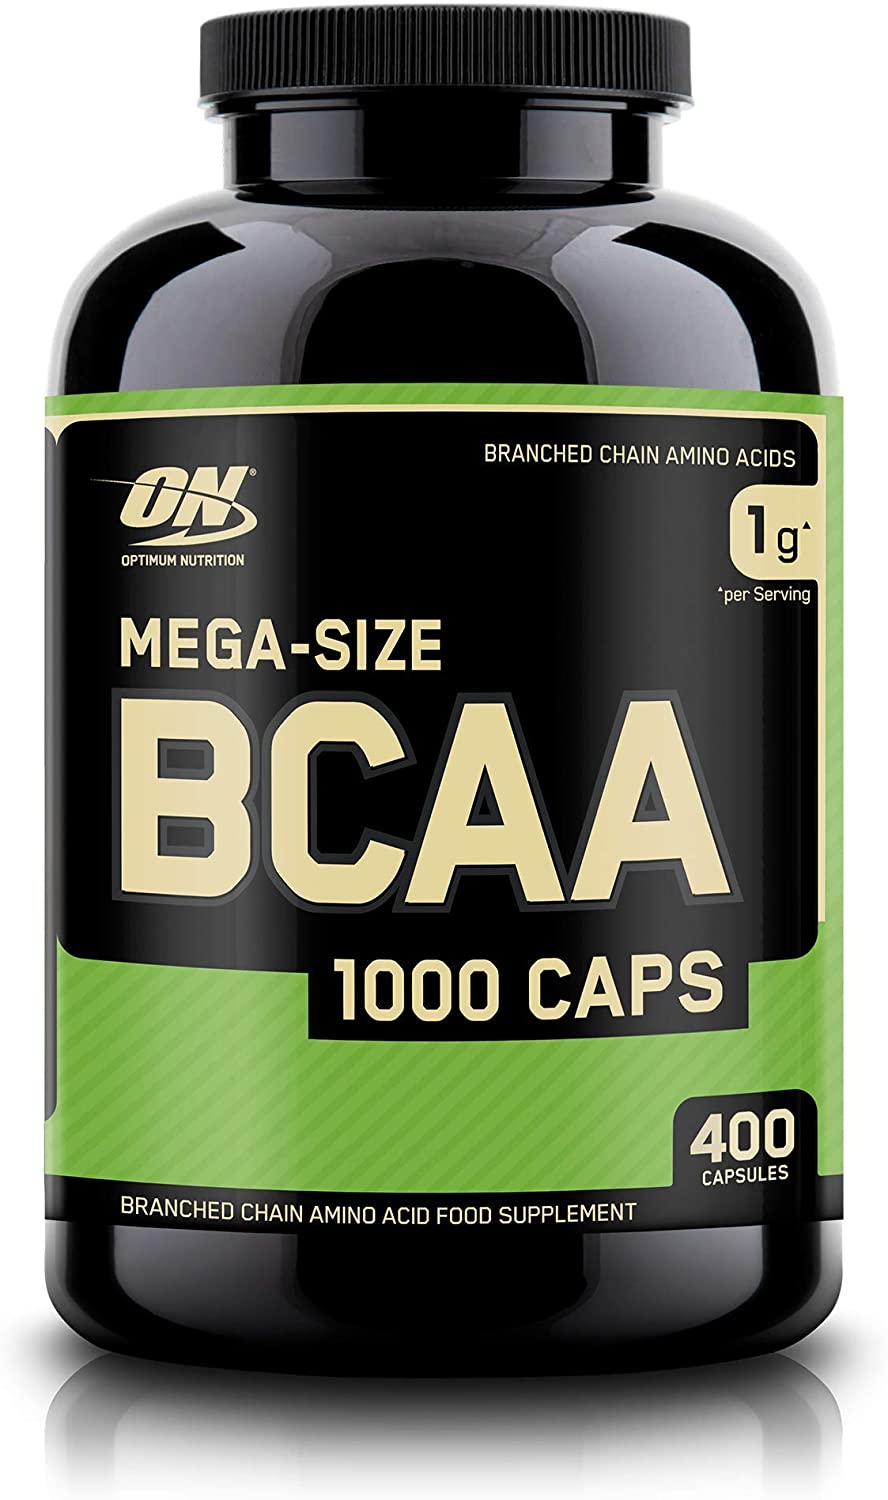 ON®
OPTIMUM NUTRITION
BRANCHED CHAIN AMINO ACIDS
1g▲
▲per Serving
MEGA-SIZE
BCAA
1000 CAPS
400
CAPSULES
BRANCHED CHAIN AMINO ACID FOOD SUPPLEMENT